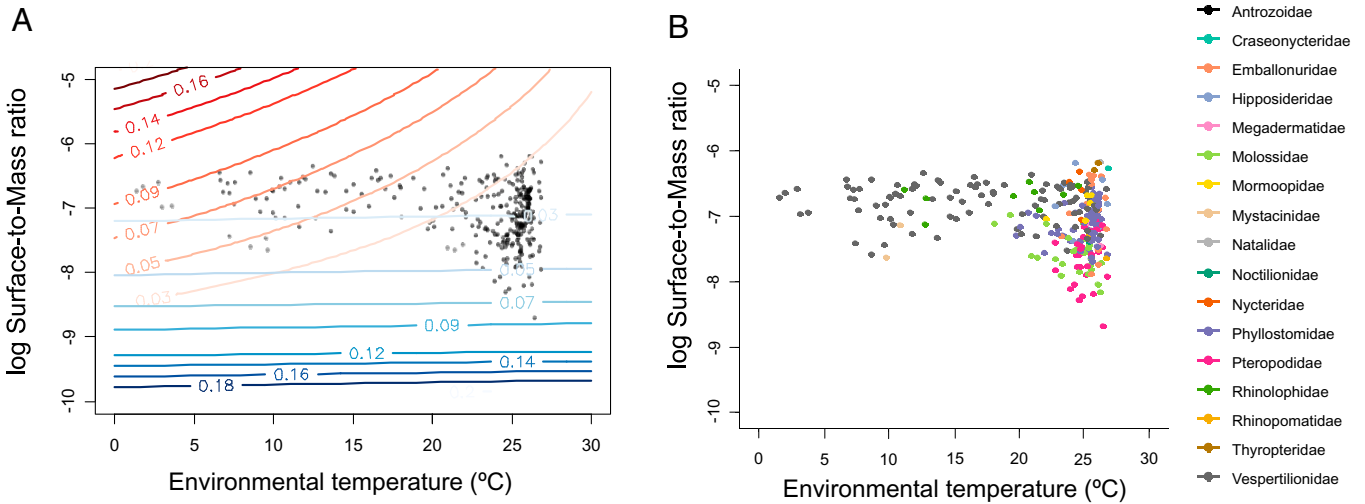 A
log Surface-to-Mass ratio
-5
-6
-7
-8
-9
-10
0.16
0.14
0.12
0.09
0.07
0.05
0.03
0.03
0.05
0.07
0.09
0.12
0.14
0.16
0.18
0
5
10
15
20
25
30
Environmental temperature (ºC)
B
log Surface-to-Mass ratio
-5
-6
-7
-8
-9
-10
0
5
10
15
20
25
30
Environmental temperature (ºC)
Antrozoidae
Craseonycteridae
Emballonuridae
Hipposideridae
Megadermatidae
Molossidae
Mormoopidae
Mystacinidae
Natalidae
Noctilionidae
Nycteridae
Phyllostomidae
Pteropodidae
Rhinolophidae
Rhinopomatidae
Thyropteridae
Vespertilionidae